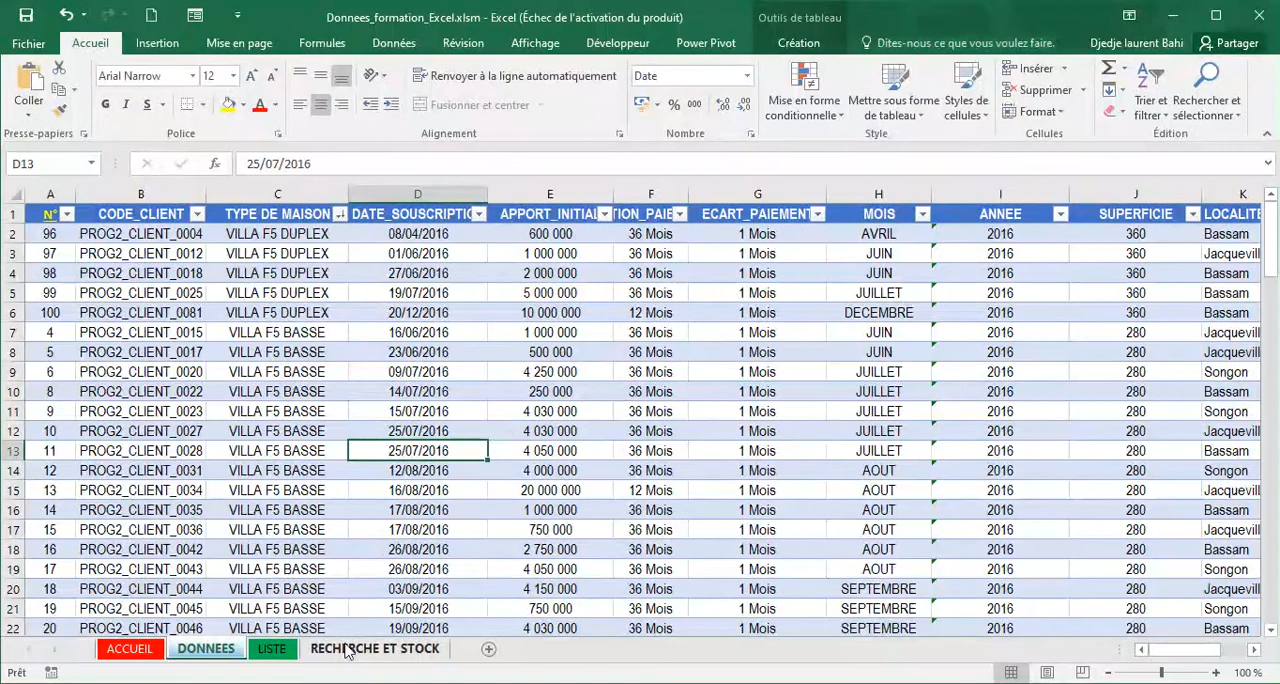 Donnees_formation_Excel.xlsm - Excel (Échec de l'activation du produit)
Outils de tableau
Fichier Accueil Insertion Mise en page Formules Données Révision Affichage Développeur Power Pivot Création Dites-nous ce que vous voulez faire. Djedje laurent Bahi Partager
Coller
Arial Narrow 12
Renvoyer à la ligne automatiquement
Fusionner et centrer
Date
% 000
Mise en forme conditionnelle
Mettre sous forme de tableau
Styles de cellules
Insérer
Supprimer
Format
Trier et filtrer
Rechercher et sélectionner
Presse-papiers Police Alignement Nombre Style Cellules Édition
D13 fx 25/07/2016
A B C D E F G H I J K
1 N° CODE_CLIENT TYPE DE MAISON DATE_SOUSCRIPTIO APPORT_INITIAL TION_PAIE ECART_PAIEMENT MOIS ANNEE SUPERFICIE LOCALITE
2 96 PROG2_CLIENT_0004 VILLA F5 DUPLEX 08/04/2016 600 000 36 Mois 1 Mois AVRIL 2016 360 Bassam
3 97 PROG2_CLIENT_0012 VILLA F5 DUPLEX 01/06/2016 1 000 000 36 Mois 1 Mois JUIN 2016 360 Jacquevill
4 98 PROG2_CLIENT_0018 VILLA F5 DUPLEX 27/06/2016 2 000 000 36 Mois 1 Mois JUIN 2016 360 Bassam
5 99 PROG2_CLIENT_0025 VILLA F5 DUPLEX 19/07/2016 5 000 000 36 Mois 1 Mois JUILLET 2016 360 Bassam
6 100 PROG2_CLIENT_0081 VILLA F5 DUPLEX 20/12/2016 10 000 000 12 Mois 1 Mois DECEMBRE 2016 360 Bassam
7 4 PROG2_CLIENT_0015 VILLA F5 BASSE 16/06/2016 1 000 000 36 Mois 1 Mois JUIN 2016 280 Jacquevill
8 5 PROG2_CLIENT_0017 VILLA F5 BASSE 23/06/2016 500 000 36 Mois 1 Mois JUIN 2016 280 Jacquevill
9 6 PROG2_CLIENT_0020 VILLA F5 BASSE 09/07/2016 4 250 000 36 Mois 1 Mois JUILLET 2016 280 Songon
10 8 PROG2_CLIENT_0022 VILLA F5 BASSE 14/07/2016 250 000 36 Mois 1 Mois JUILLET 2016 280 Bassam
11 9 PROG2_CLIENT_0023 VILLA F5 BASSE 15/07/2016 4 030 000 36 Mois 1 Mois JUILLET 2016 280 Songon
12 10 PROG2_CLIENT_0027 VILLA F5 BASSE 25/07/2016 4 030 000 36 Mois 1 Mois JUILLET 2016 280 Jacquevill
13 11 PROG2_CLIENT_0028 VILLA F5 BASSE 25/07/2016 4 050 000 36 Mois 1 Mois JUILLET 2016 280 Bassam
14 12 PROG2_CLIENT_0031 VILLA F5 BASSE 12/08/2016 4 000 000 36 Mois 1 Mois AOUT 2016 280 Songon
15 13 PROG2_CLIENT_0034 VILLA F5 BASSE 16/08/2016 20 000 000 12 Mois 1 Mois AOUT 2016 280 Jacquevill
16 14 PROG2_CLIENT_0035 VILLA F5 BASSE 17/08/2016 1 000 000 36 Mois 1 Mois AOUT 2016 280 Bassam
17 15 PROG2_CLIENT_0036 VILLA F5 BASSE 17/08/2016 750 000 36 Mois 1 Mois AOUT 2016 280 Jacquevill
18 16 PROG2_CLIENT_0042 VILLA F5 BASSE 26/08/2016 2 750 000 36 Mois 1 Mois AOUT 2016 280 Bassam
19 17 PROG2_CLIENT_0043 VILLA F5 BASSE 26/08/2016 4 050 000 36 Mois 1 Mois AOUT 2016 280 Bassam
20 18 PROG2_CLIENT_0044 VILLA F5 BASSE 03/09/2016 4 150 000 36 Mois 1 Mois SEPTEMBRE 2016 280 Jacquevill
21 19 PROG2_CLIENT_0045 VILLA F5 BASSE 15/09/2016 750 000 36 Mois 1 Mois SEPTEMBRE 2016 280 Songon
22 20 PROG2_CLIENT_0046 VILLA F5 BASSE 19/09/2016 4 030 000 36 Mois 1 Mois SEPTEMBRE 2016 280 Bassam
ACCUEIL DONNEES LISTE RECHERCHE ET STOCK
Prêt 100 %